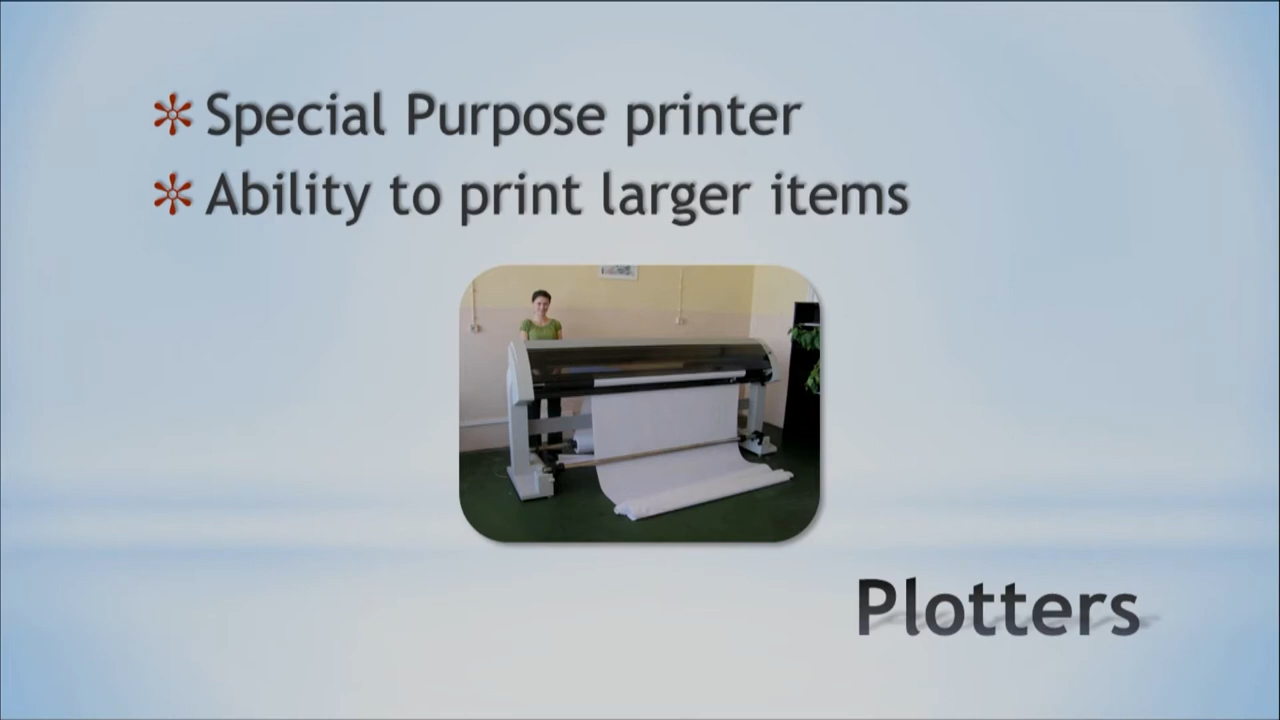 Special Purpose printer
Ability to print larger items
Plotters